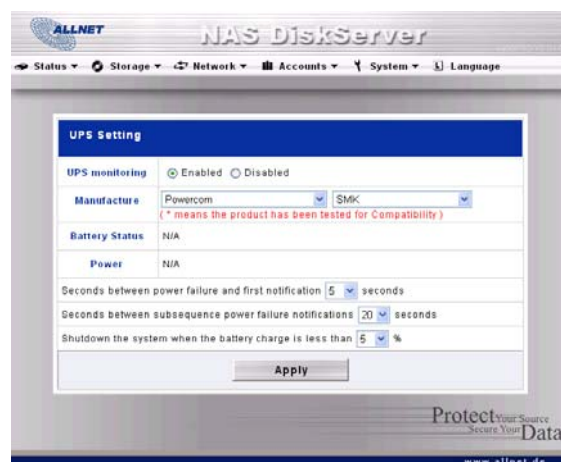 ALLNET
NAS DiskServer
Status Storage Network Accounts System Language
UPS Setting
UPS monitoring Enabled Disabled
Manufacture Powercom SMK
( * means the product has been tested for Compatibility )
Battery Status N/A
Power N/A
Seconds between power failure and first notification 5 seconds
Seconds between subsequence power failure notifications 20 seconds
Shutdown the system when the battery charge is less than 5 %
Apply
Protect Your Source
Secure Your Data
www.allnet.de